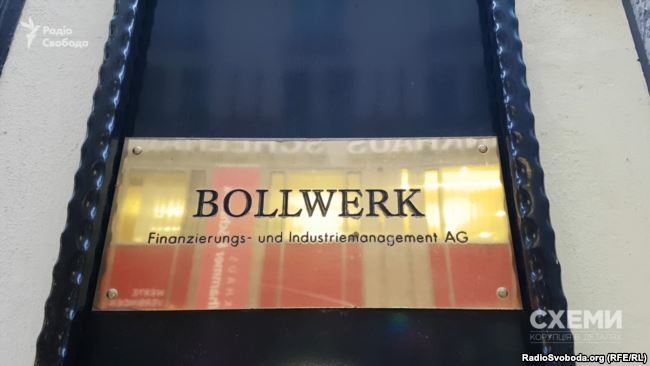 Радіо
Свобода
BOLLWERK
Finanzierungs- und Industriemanagement AG
СХЕМИ
КОРУПЦІЯ В ДЕТАЛЯХ
RadioSvoboda.org (RFE/RL)